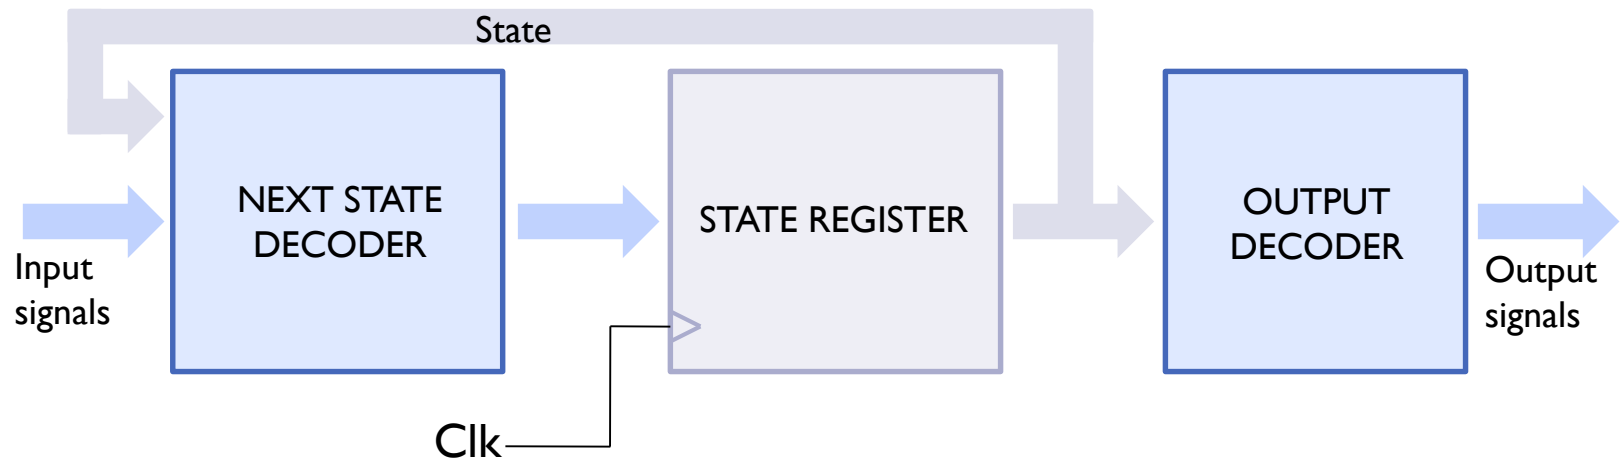 State
NEXT STATE
DECODER
STATE REGISTER
OUTPUT
DECODER
Input
signals
Output
signals
Clk